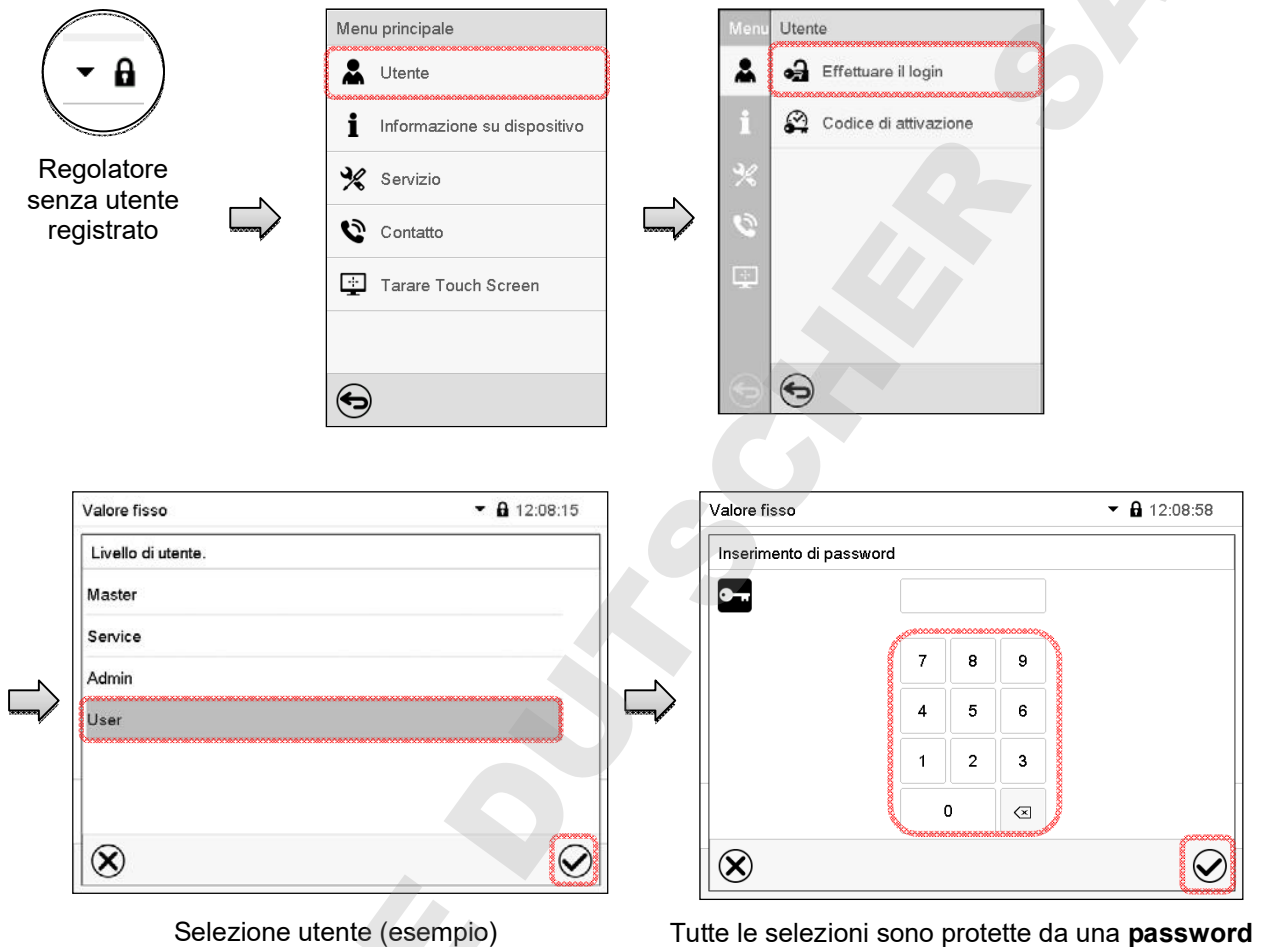 Regolatore
senza utente
registrato
Menu principale
Utente
Informazione su dispositivo
Servizio
Contatto
Tarare Touch Screen
Menu
Utente
Effettuare il login
Codice di attivazione
Valore fisso
12:08:15
Livello di utente.
Master
Service
Admin
User
Selezione utente (esempio)
Valore fisso
12:08:58
Inserimento di password
7 8 9
4 5 6
1 2 3
0
Tutte le selezioni sono protette da una password
DUTSCHER SA